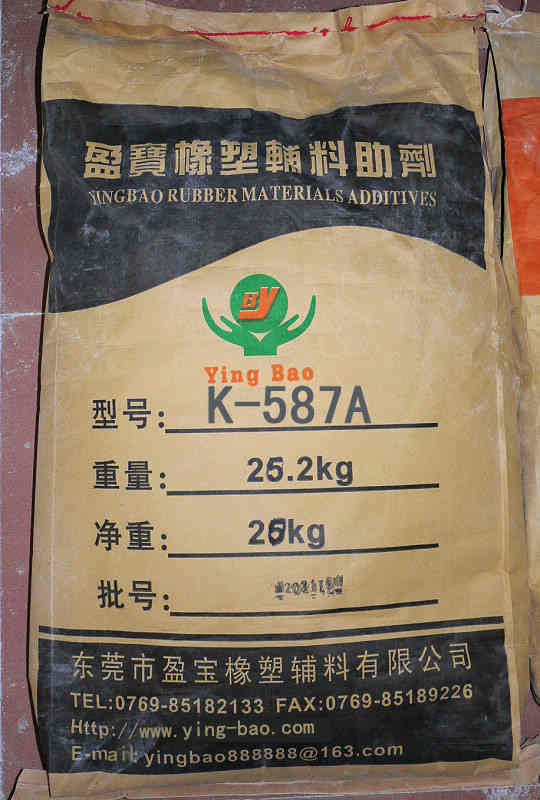 盈寶橡塑輔料助劑
YINGBAO RUBBER MATERIALS ADDITIVES
BY
Ying Bao
型号: K-587A
重量: 25.2kg
净重: 25kg
批号:
东莞市盈宝橡塑辅料有限公司
TEL:0769-85182133 FAX:0769-85189226
Http://www.ying-bao.com
E-mail:yingbao888888@163.com